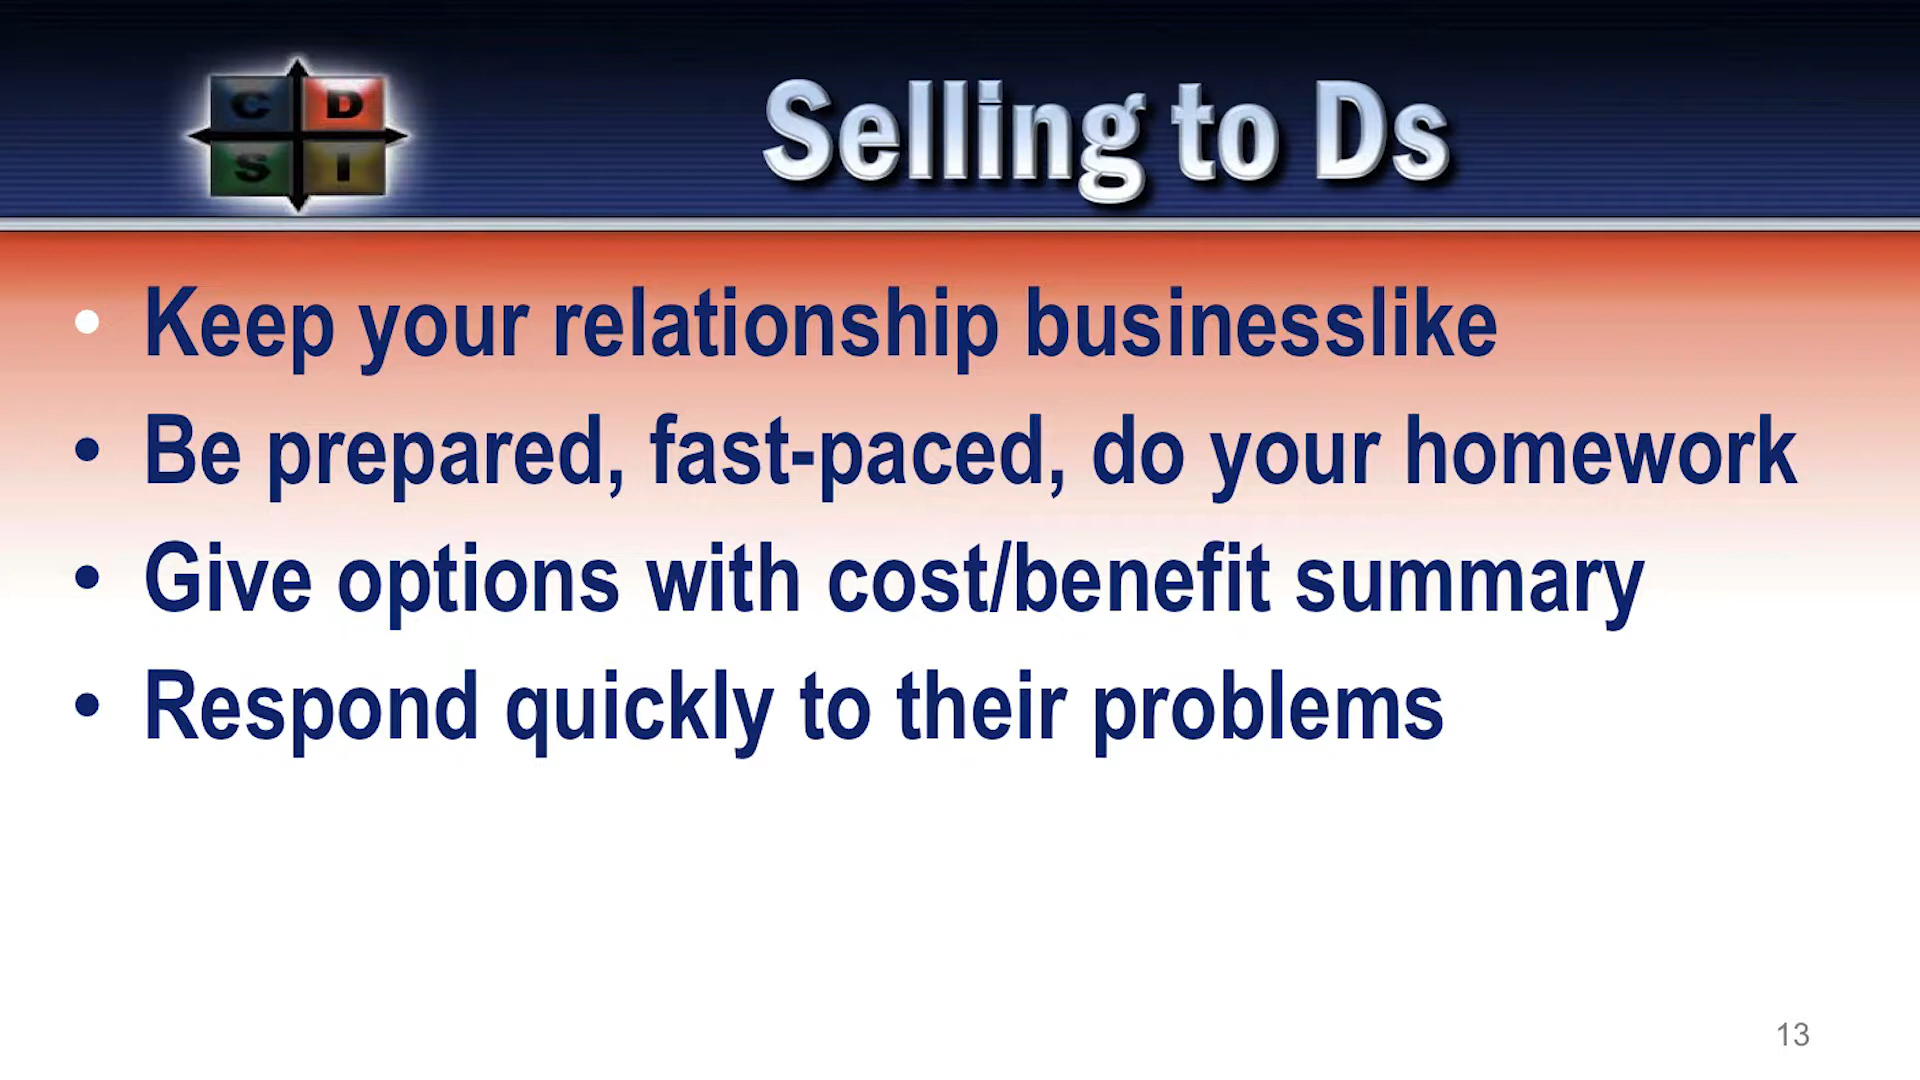 C D
S I
Selling to Ds
• Keep your relationship businesslike
• Be prepared, fast-paced, do your homework
• Give options with cost/benefit summary
• Respond quickly to their problems
13